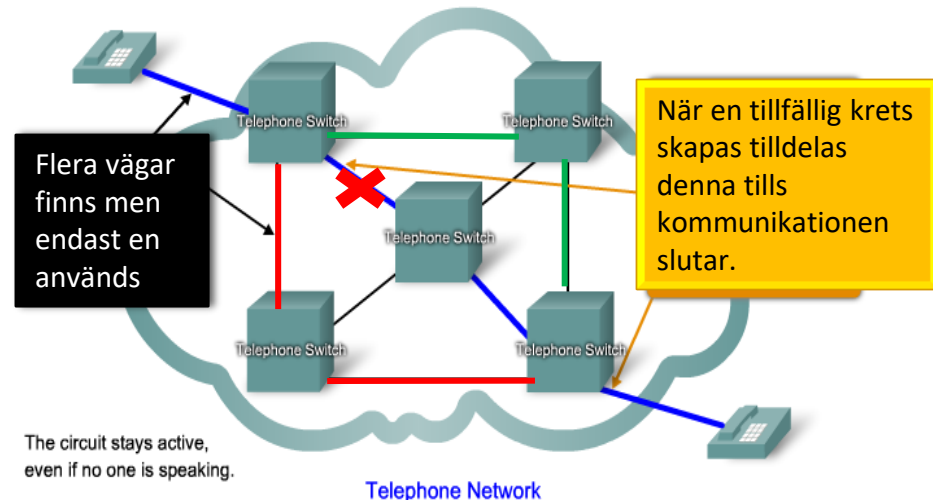 Telephone Switch
Telephone Switch
Flera vägar
finns men
endast en
används
När en tillfällig krets
skapas tilldelas
denna tills
kommunikationen
slutar.
Telephone Switch
Telephone Switch
Telephone Switch
The circuit stays active,
even if no one is speaking.
Telephone Network